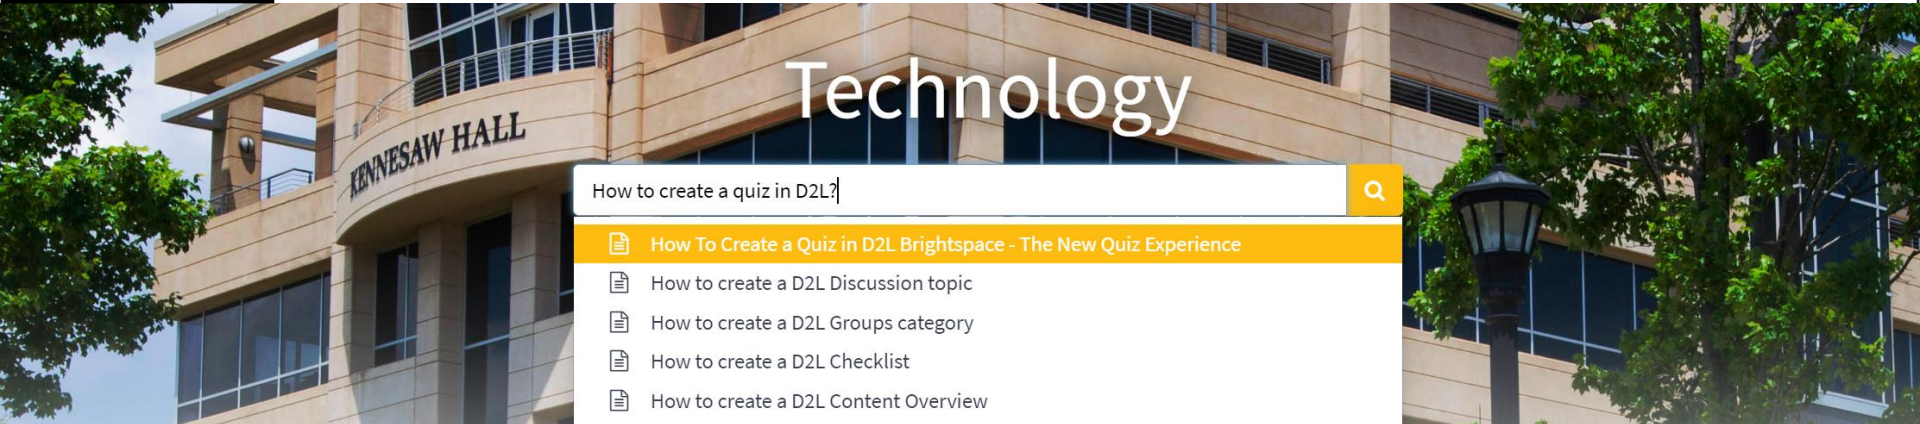 Technology
KENNESAW HALL
How to create a quiz in D2L?
How To Create a Quiz in D2L Brightspace - The New Quiz Experience
How to create a D2L Discussion topic
How to create a D2L Groups category
How to create a D2L Checklist
How to create a D2L Content Overview